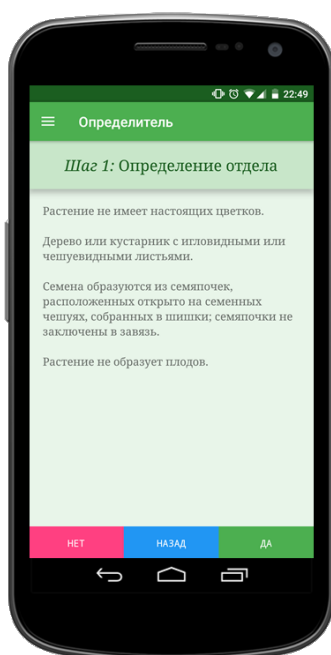 22:49
Определитель
Шаг 1: Определение отдела
Растение не имеет настоящих цветков.
Дерево или кустарник с игловидными или
чешуевидными листьями.
Семена образуются из семяпочек,
расположенных открыто на семенных
чешуях, собранных в шишки; семяпочки не
заключены в завязь.
Растение не образует плодов.
НЕТ НАЗАД ДА